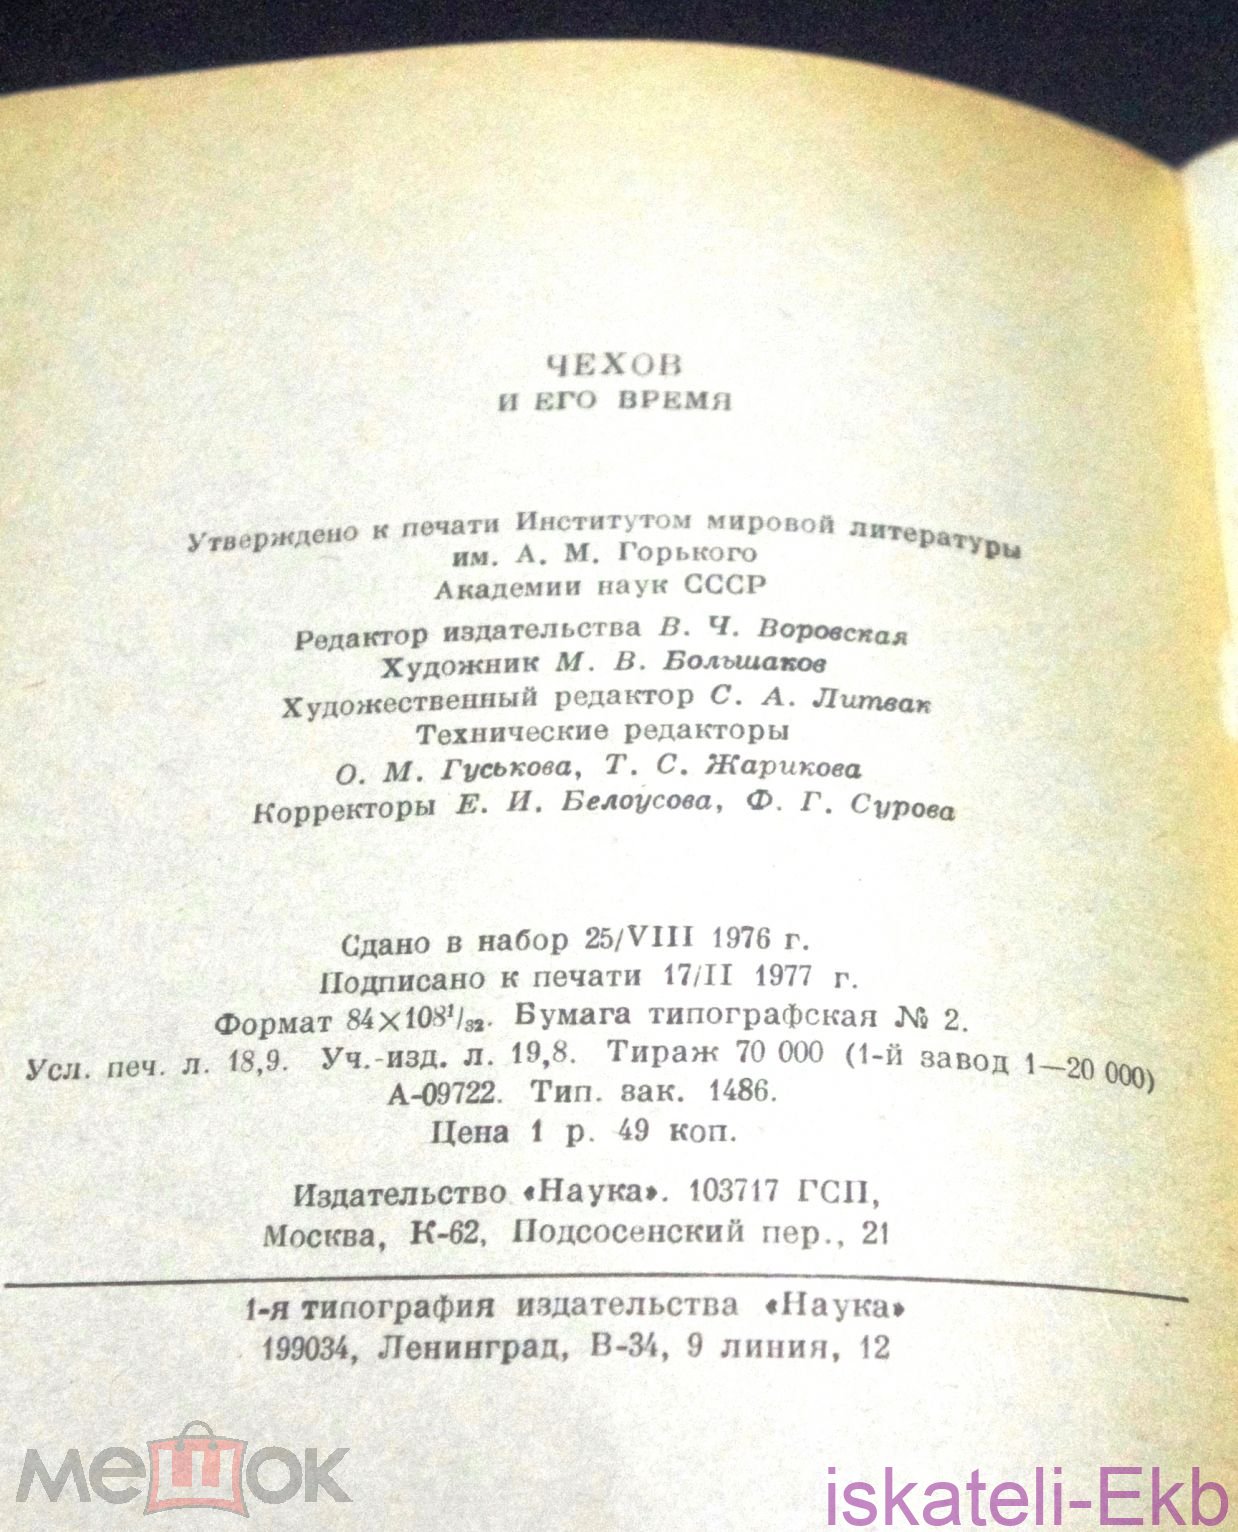 ЧЕХОВ
И ЕГО ВРЕМЯ
Утверждено к печати Институтом мировой литературы
им. А. М. Горького
Академии наук СССР
Редактор издательства В. Ч. Воровская
Художник М. В. Большаков
Художественный редактор С. А. Литвак
Технические редакторы
О. М. Гуськова, Т. С. Жарикова
Корректоры Е. И. Белоусова, Ф. Г. Сурова
Сдано в набор 25/VIII 1976 г.
Подписано к печати 17/II 1977 г.
Формат 84×108¹/₃₂. Бумага типографская № 2.
Усл. печ. л. 18,9. Уч.-изд. л. 19,8. Тираж 70 000 (1-й завод 1—20 000)
А-09722. Тип. зак. 1486.
Цена 1 р. 49 коп.
Издательство «Наука». 103717 ГСП,
Москва, К-62, Подсосенский пер., 21
1-я типография издательства «Наука»
199034, Ленинград, В-34, 9 линия, 12
мешок
iskateli-Ekb